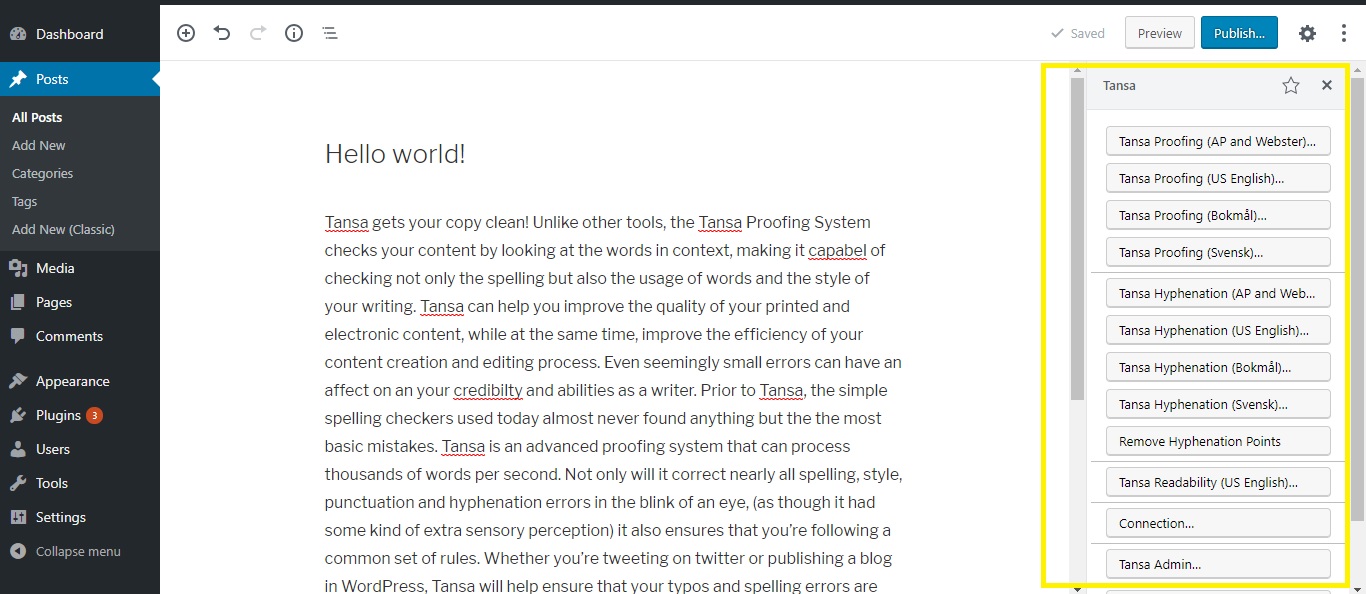 Dashboard
Posts
All Posts
Add New
Categories
Tags
Add New (Classic)
Media
Pages
Comments
Appearance
Plugins 3
Users
Tools
Settings
Collapse menu
Saved
Preview
Publish...
Hello world!
Tansa gets your copy clean! Unlike other tools, the Tansa Proofing System
checks your content by looking at the words in context, making it capabel of
checking not only the spelling but also the usage of words and the style of
your writing. Tansa can help you improve the quality of your printed and
electronic content, while at the same time, improve the efficiency of your
content creation and editing process. Even seemingly small errors can have an
affect on an your credibilty and abilities as a writer. Prior to Tansa, the simple
spelling checkers used today almost never found anything but the the most
basic mistakes. Tansa is an advanced proofing system that can process
thousands of words per second. Not only will it correct nearly all spelling, style,
punctuation and hyphenation errors in the blink of an eye, (as though it had
some kind of extra sensory perception) it also ensures that you’re following a
common set of rules. Whether you’re tweeting on twitter or publishing a blog
in WordPress, Tansa will help ensure that your typos and spelling errors are
Tansa
Tansa Proofing (AP and Webster)...
Tansa Proofing (US English)...
Tansa Proofing (Bokmål)...
Tansa Proofing (Svensk)...
Tansa Hyphenation (AP and Web...
Tansa Hyphenation (US English)...
Tansa Hyphenation (Bokmål)...
Tansa Hyphenation (Svensk)...
Remove Hyphenation Points
Tansa Readability (US English)...
Connection...
Tansa Admin...